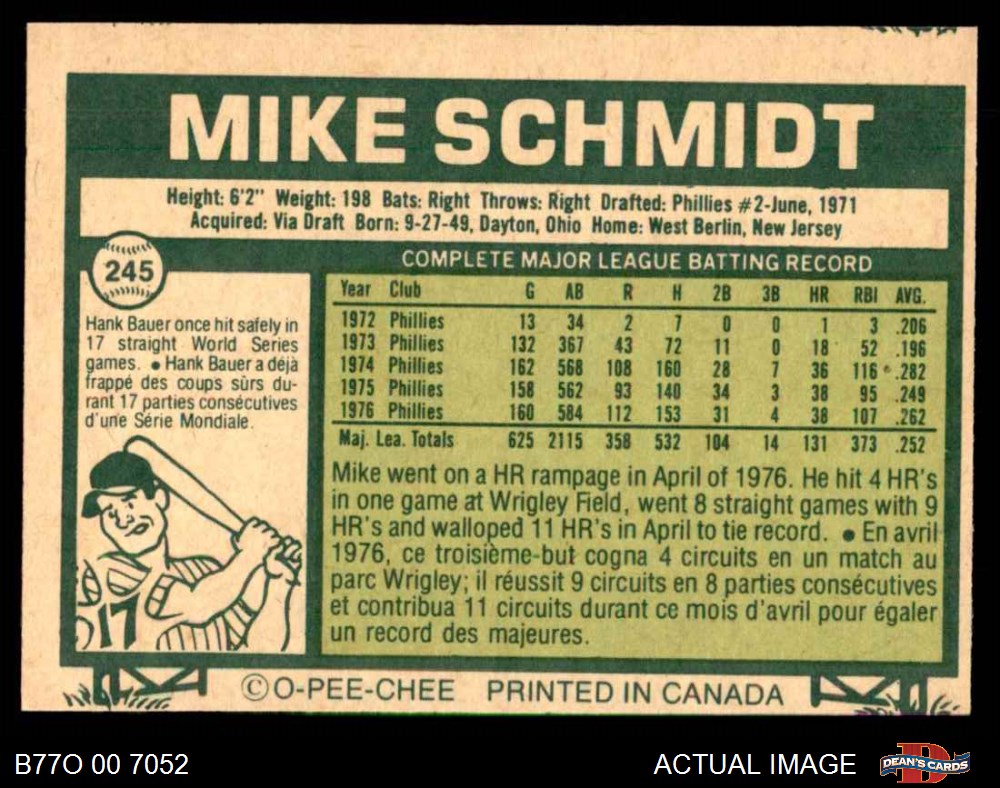 MIKE SCHMIDT
Height: 6'2" Weight: 198 Bats: Right Throws: Right Drafted: Phillies #2-June, 1971
Acquired: Via Draft Born: 9-27-49, Dayton, Ohio Home: West Berlin, New Jersey
245
Hank Bauer once hit safely in
17 straight World Series
games. ● Hank Bauer a déjà
frappé des coups sûrs du-
rant 17 parties consécutives
d'une Série Mondiale.
17
COMPLETE MAJOR LEAGUE BATTING RECORD
Year Club G AB R H 2B 3B HR RBI AVG.
1972 Phillies 13 34 2 7 0 0 1 3 .206
1973 Phillies 132 367 43 72 11 0 18 52 .196
1974 Phillies 162 568 108 160 28 7 36 116 .282
1975 Phillies 158 562 93 140 34 3 38 95 .249
1976 Phillies 160 584 112 153 31 4 38 107 .262
Maj. Lea. Totals 625 2115 358 532 104 14 131 373 .252
Mike went on a HR rampage in April of 1976. He hit 4 HR's
in one game at Wrigley Field, went 8 straight games with 9
HR's and walloped 11 HR's in April to tie record. ● En avril
1976, ce troisième-but cogna 4 circuits en un match au
parc Wrigley; il réussit 9 circuits en 8 parties consécutives
et contribua 11 circuits durant ce mois d'avril pour égaler
un record des majeures.
© O-PEE-CHEE PRINTED IN CANADA
B77O 00 7052
ACTUAL IMAGE
D
DEAN'S CARDS